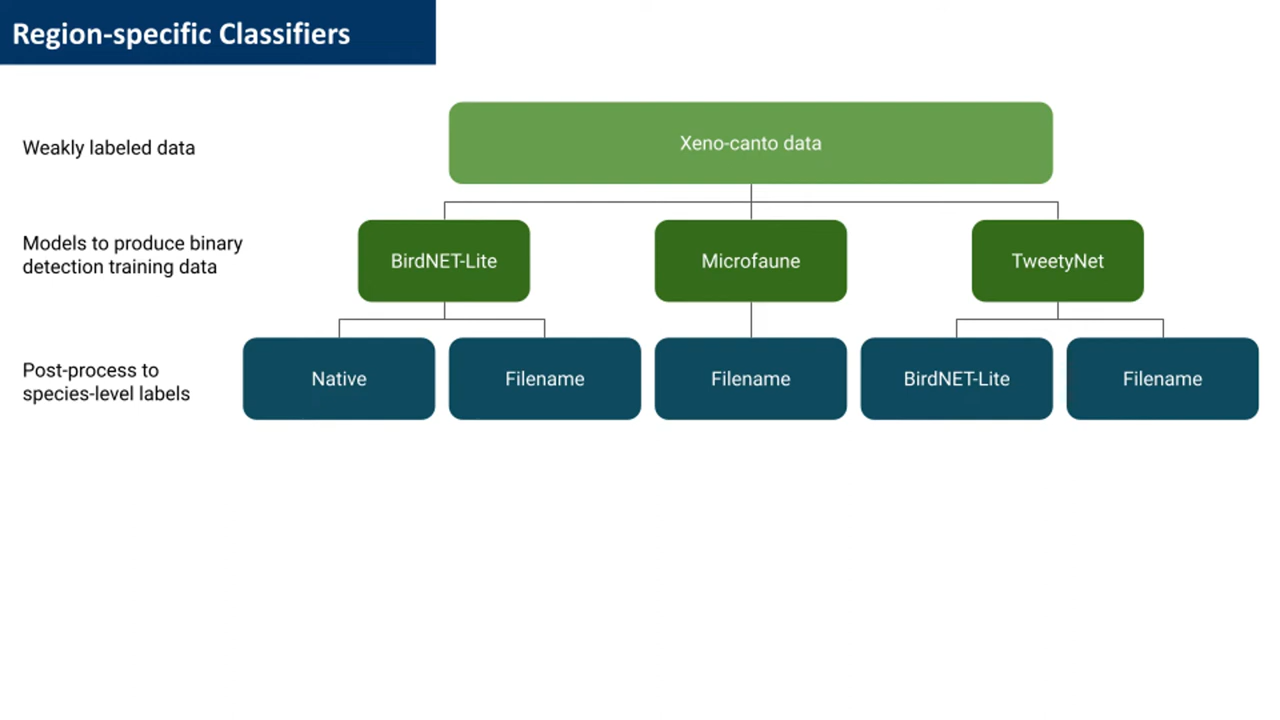 Region-specific Classifiers
Weakly labeled data
Xeno-canto data
Models to produce binary
detection training data
BirdNET-Lite
Microfaune
TweetyNet
Post-process to
species-level labels
Native
Filename
Filename
BirdNET-Lite
Filename